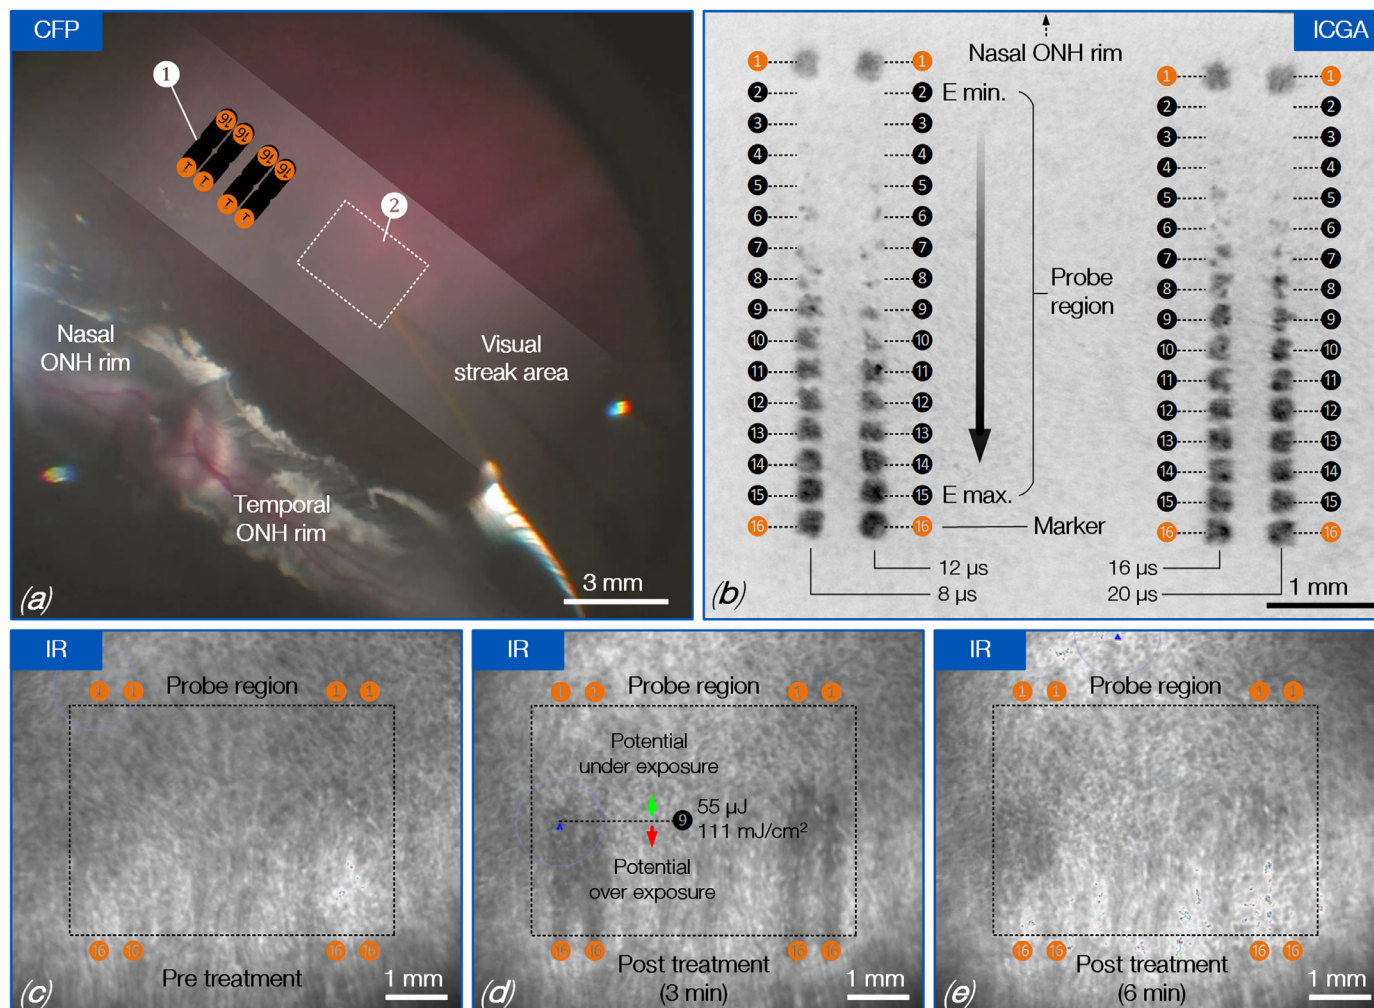 CFP
1
16
16
16
16
1
1
1
1
2
Nasal
ONH rim
Visual
streak area
Temporal
ONH rim
3 mm
(a)
ICGA
Nasal ONH rim
1 1 1 1
2 2 E min. 2 2
3 3 3 3
4 4 4 4
5 5 5 5
6 6 6 6
7 7 7 7
8 8 Probe 8 8
9 9 region 9 9
10 10 10 10
11 11 11 11
12 12 12 12
13 13 13 13
14 14 14 14
15 15 E max. 15 15
16 16 Marker 16 16
12 µs 16 µs
8 µs 20 µs
(b) 1 mm
IR
1 1 Probe region 1 1
16 16 16 16
Pre treatment
1 mm
(c)
IR
1 1 Probe region 1 1
Potential
under exposure
9 55 µJ
111 mJ/cm²
Potential
over exposure
16 16 16 16
Post treatment
(3 min)
1 mm
(d)
IR
1 1 Probe region 1 1
16 16 16 16
Post treatment
(6 min)
1 mm
(e)